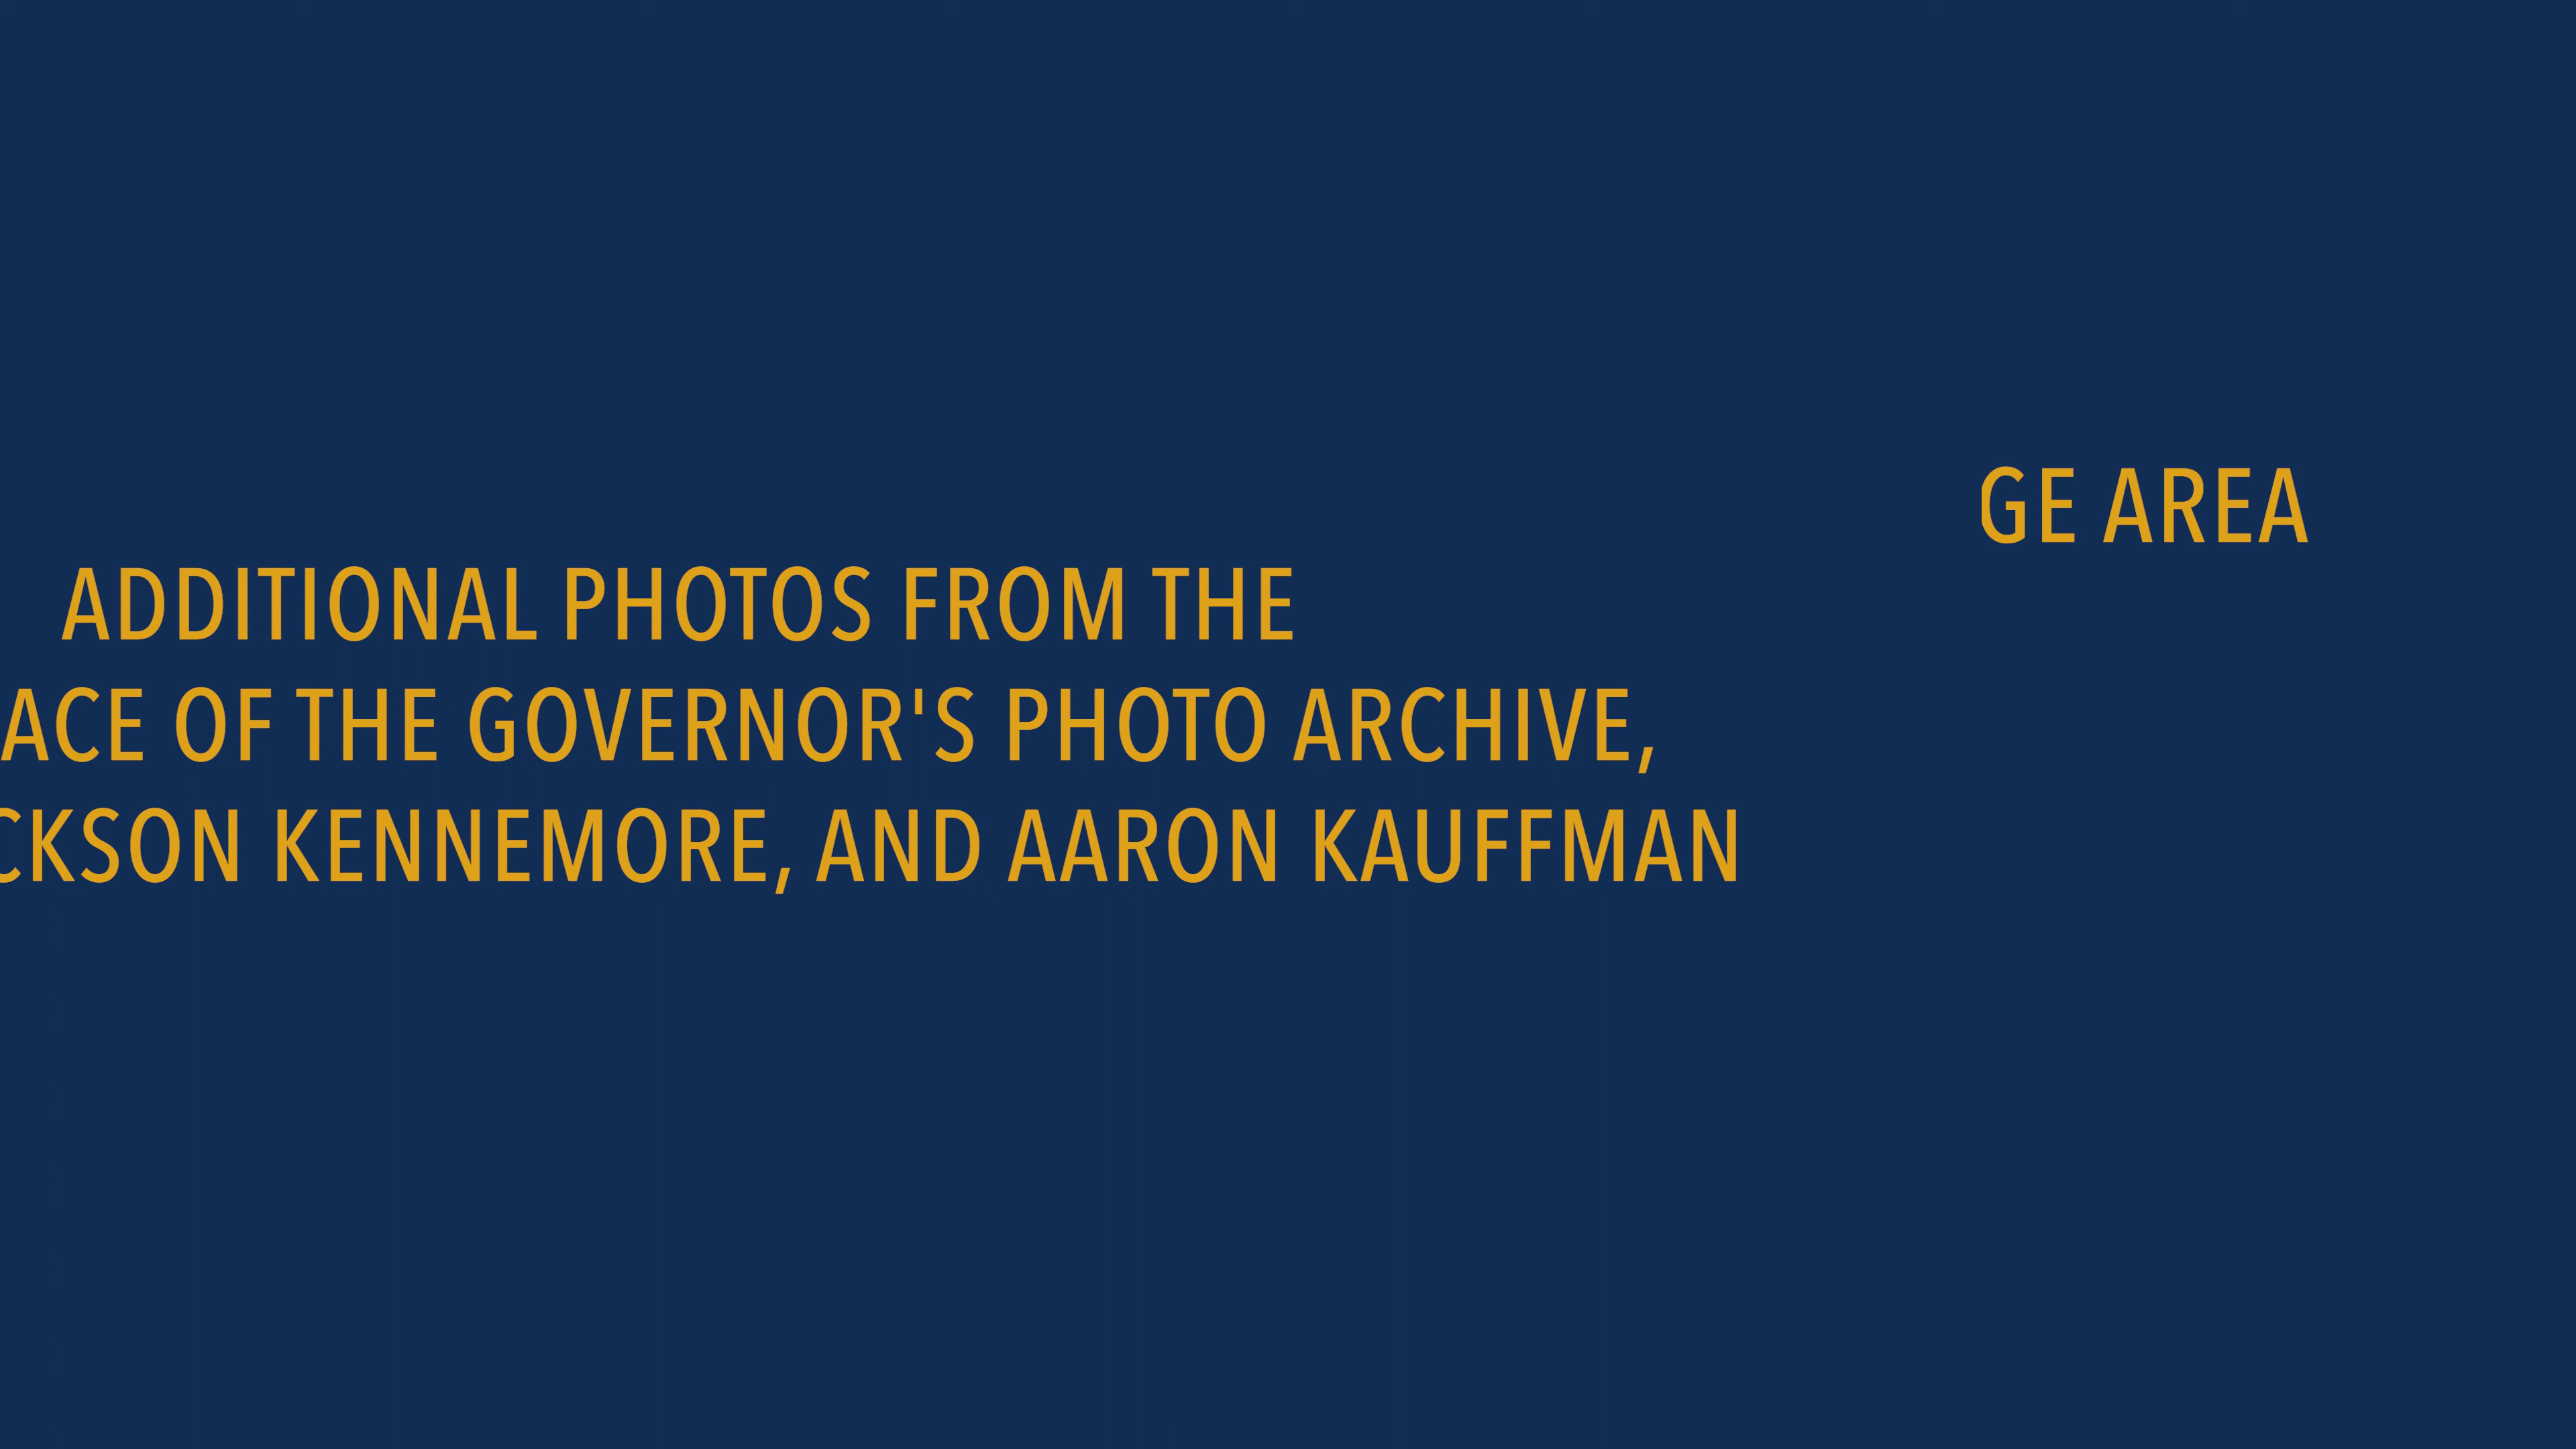 GE AREA
ADDITIONAL PHOTOS FROM THE
ACE OF THE GOVERNOR'S PHOTO ARCHIVE,
CKSON KENNEMORE, AND AARON KAUFFMAN